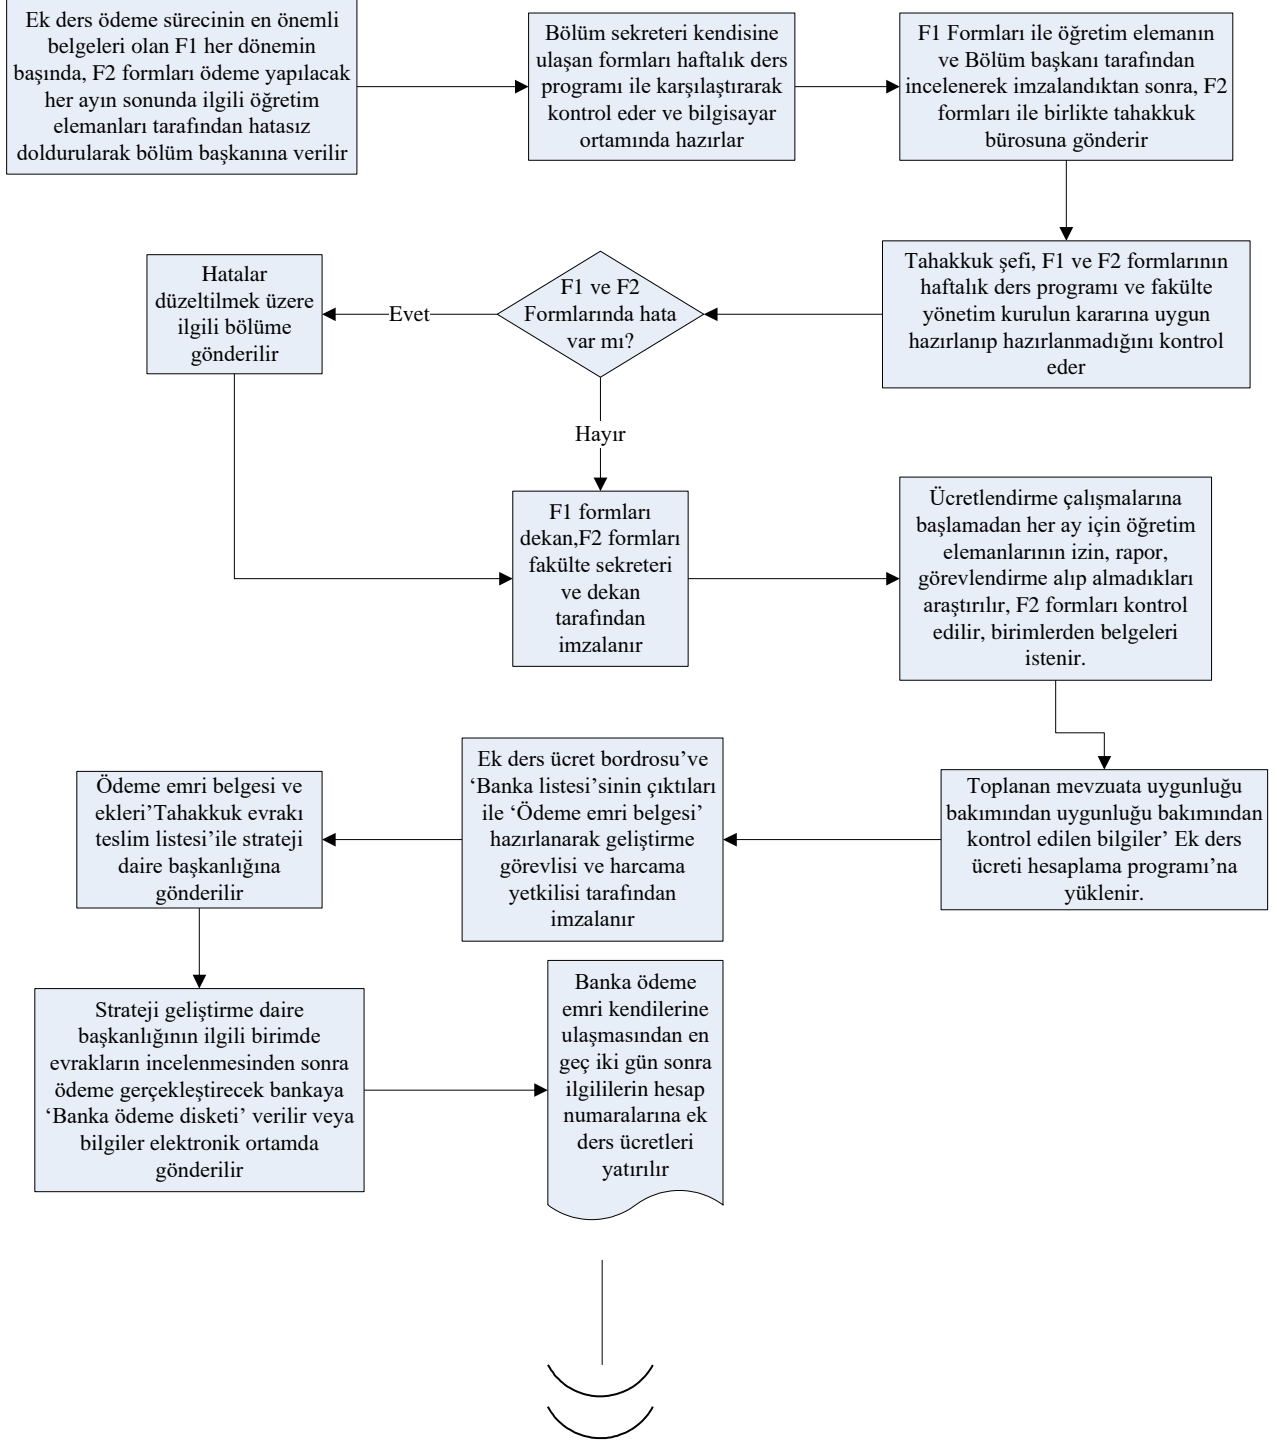 Ek ders ödeme sürecinin en önemli
belgeleri olan F1 her dönemin
başında, F2 formları ödeme yapılacak
her ayın sonunda ilgili öğretim
elemanları tarafından hatasız
doldurularak bölüm başkanına verilir
Bölüm sekreteri kendisine
ulaşan formları haftalık ders
programı ile karşılaştırarak
kontrol eder ve bilgisayar
ortamında hazırlar
F1 Formları ile öğretim elemanın
ve Bölüm başkanı tarafından
incelenerek imzalandıktan sonra, F2
formları ile birlikte tahakkuk
bürosuna gönderir
Tahakkuk şefi, F1 ve F2 formlarının
haftalık ders programı ve fakülte
yönetim kurulun kararına uygun
hazırlanıp hazırlanmadığını kontrol
eder
F1 ve F2
Formlarında hata
var mı?
Evet
Hatalar
düzeltilmek üzere
ilgili bölüme
gönderilir
Hayır
F1 formları
dekan,F2 formları
fakülte sekreteri
ve dekan
tarafından
imzalanır
Ücretlendirme çalışmalarına
başlamadan her ay için öğretim
elemanlarının izin, rapor,
görevlendirme alıp almadıkları
araştırılır, F2 formları kontrol
edilir, birimlerden belgeleri
istenir.
Toplanan mevzuata uygunluğu
bakımından uygunluğu bakımından
kontrol edilen bilgiler’ Ek ders
ücreti hesaplama programı’na
yüklenir.
Ek ders ücret bordrosu’ve
‘Banka listesi’sinin çıktıları
ile ‘Ödeme emri belgesi’
hazırlanarak geliştirme
görevlisi ve harcama
yetkilisi tarafından
imzalanır
Ödeme emri belgesi ve
ekleri’Tahakkuk evrakı
teslim listesi’ile strateji
daire başkanlığına
gönderilir
Strateji geliştirme daire
başkanlığının ilgili birimde
evrakların incelenmesinden sonra
ödeme gerçekleştirecek bankaya
‘Banka ödeme disketi’ verilir veya
bilgiler elektronik ortamda
gönderilir
Banka ödeme
emri kendilerine
ulaşmasından en
geç iki gün sonra
ilgililerin hesap
numaralarına ek
ders ücretleri
yatırılır